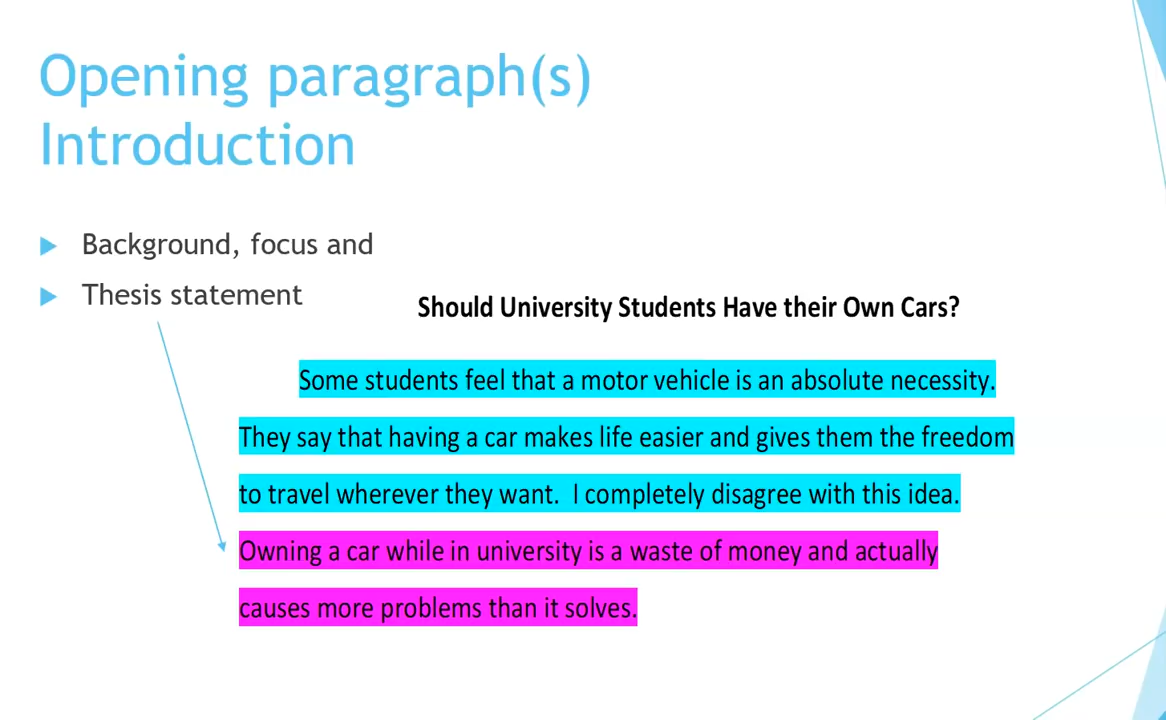 Opening paragraph(s)
Introduction
Background, focus and
Thesis statement
Should University Students Have their Own Cars?
Some students feel that a motor vehicle is an absolute necessity.
They say that having a car makes life easier and gives them the freedom
to travel wherever they want.  I completely disagree with this idea.
Owning a car while in university is a waste of money and actually
causes more problems than it solves.